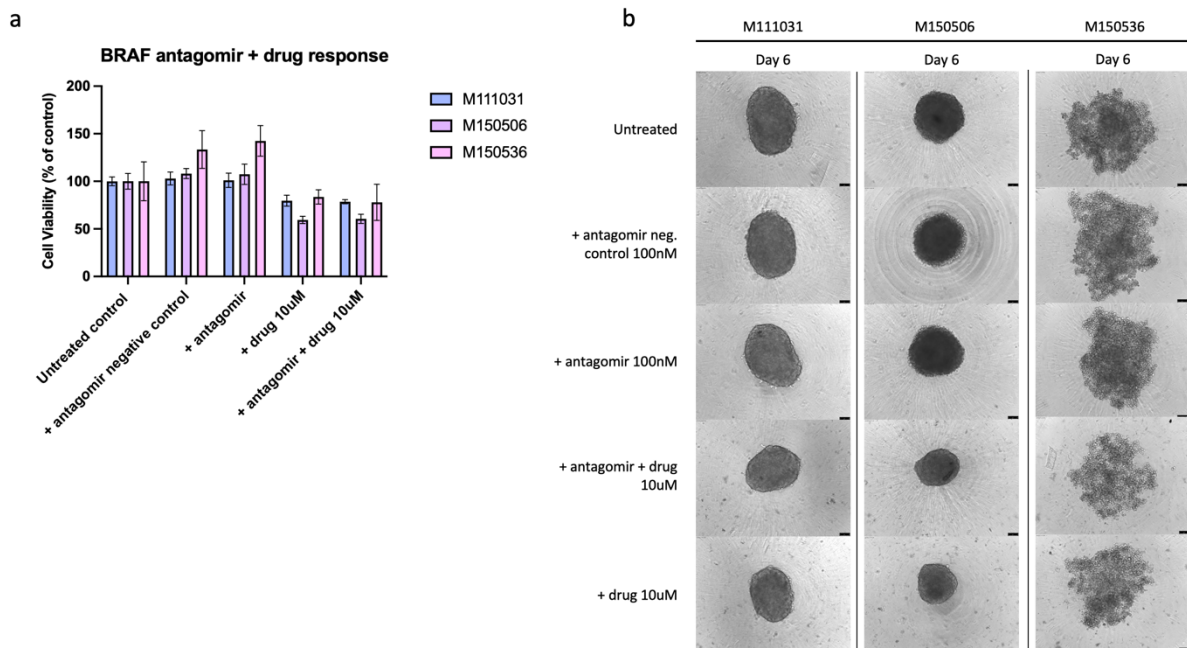 a
BRAF antagomir + drug response
Cell Viability (% of control)
200
150
100
50
0
Untreated control
+ antagomir negative control
+ antagomir
+ drug 10uM
+ antagomir + drug 10uM
M111031
M150506
M150536
b
M111031 M150506 M150536
Day 6 Day 6 Day 6
Untreated
+ antagomir neg.
control 100nM
+ antagomir 100nM
+ antagomir + drug
10uM
+ drug 10uM